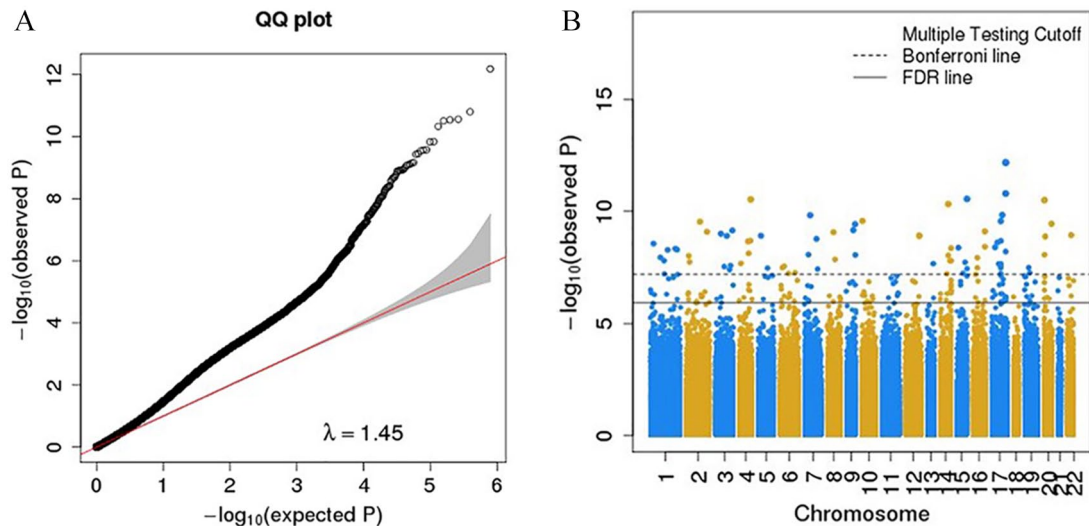 A
QQ plot
−log10(observed P)
12
10
8
6
4
2
0
λ = 1.45
0 1 2 3 4 5 6
−log10(expected P)
B
Multiple Testing Cutoff
Bonferroni line
FDR line
−log10(observed P)
15
10
5
0
1 2 3 4 5 6 7 8 9 10 11 12 13 14 15 16 17 18 19 20 21 22
Chromosome